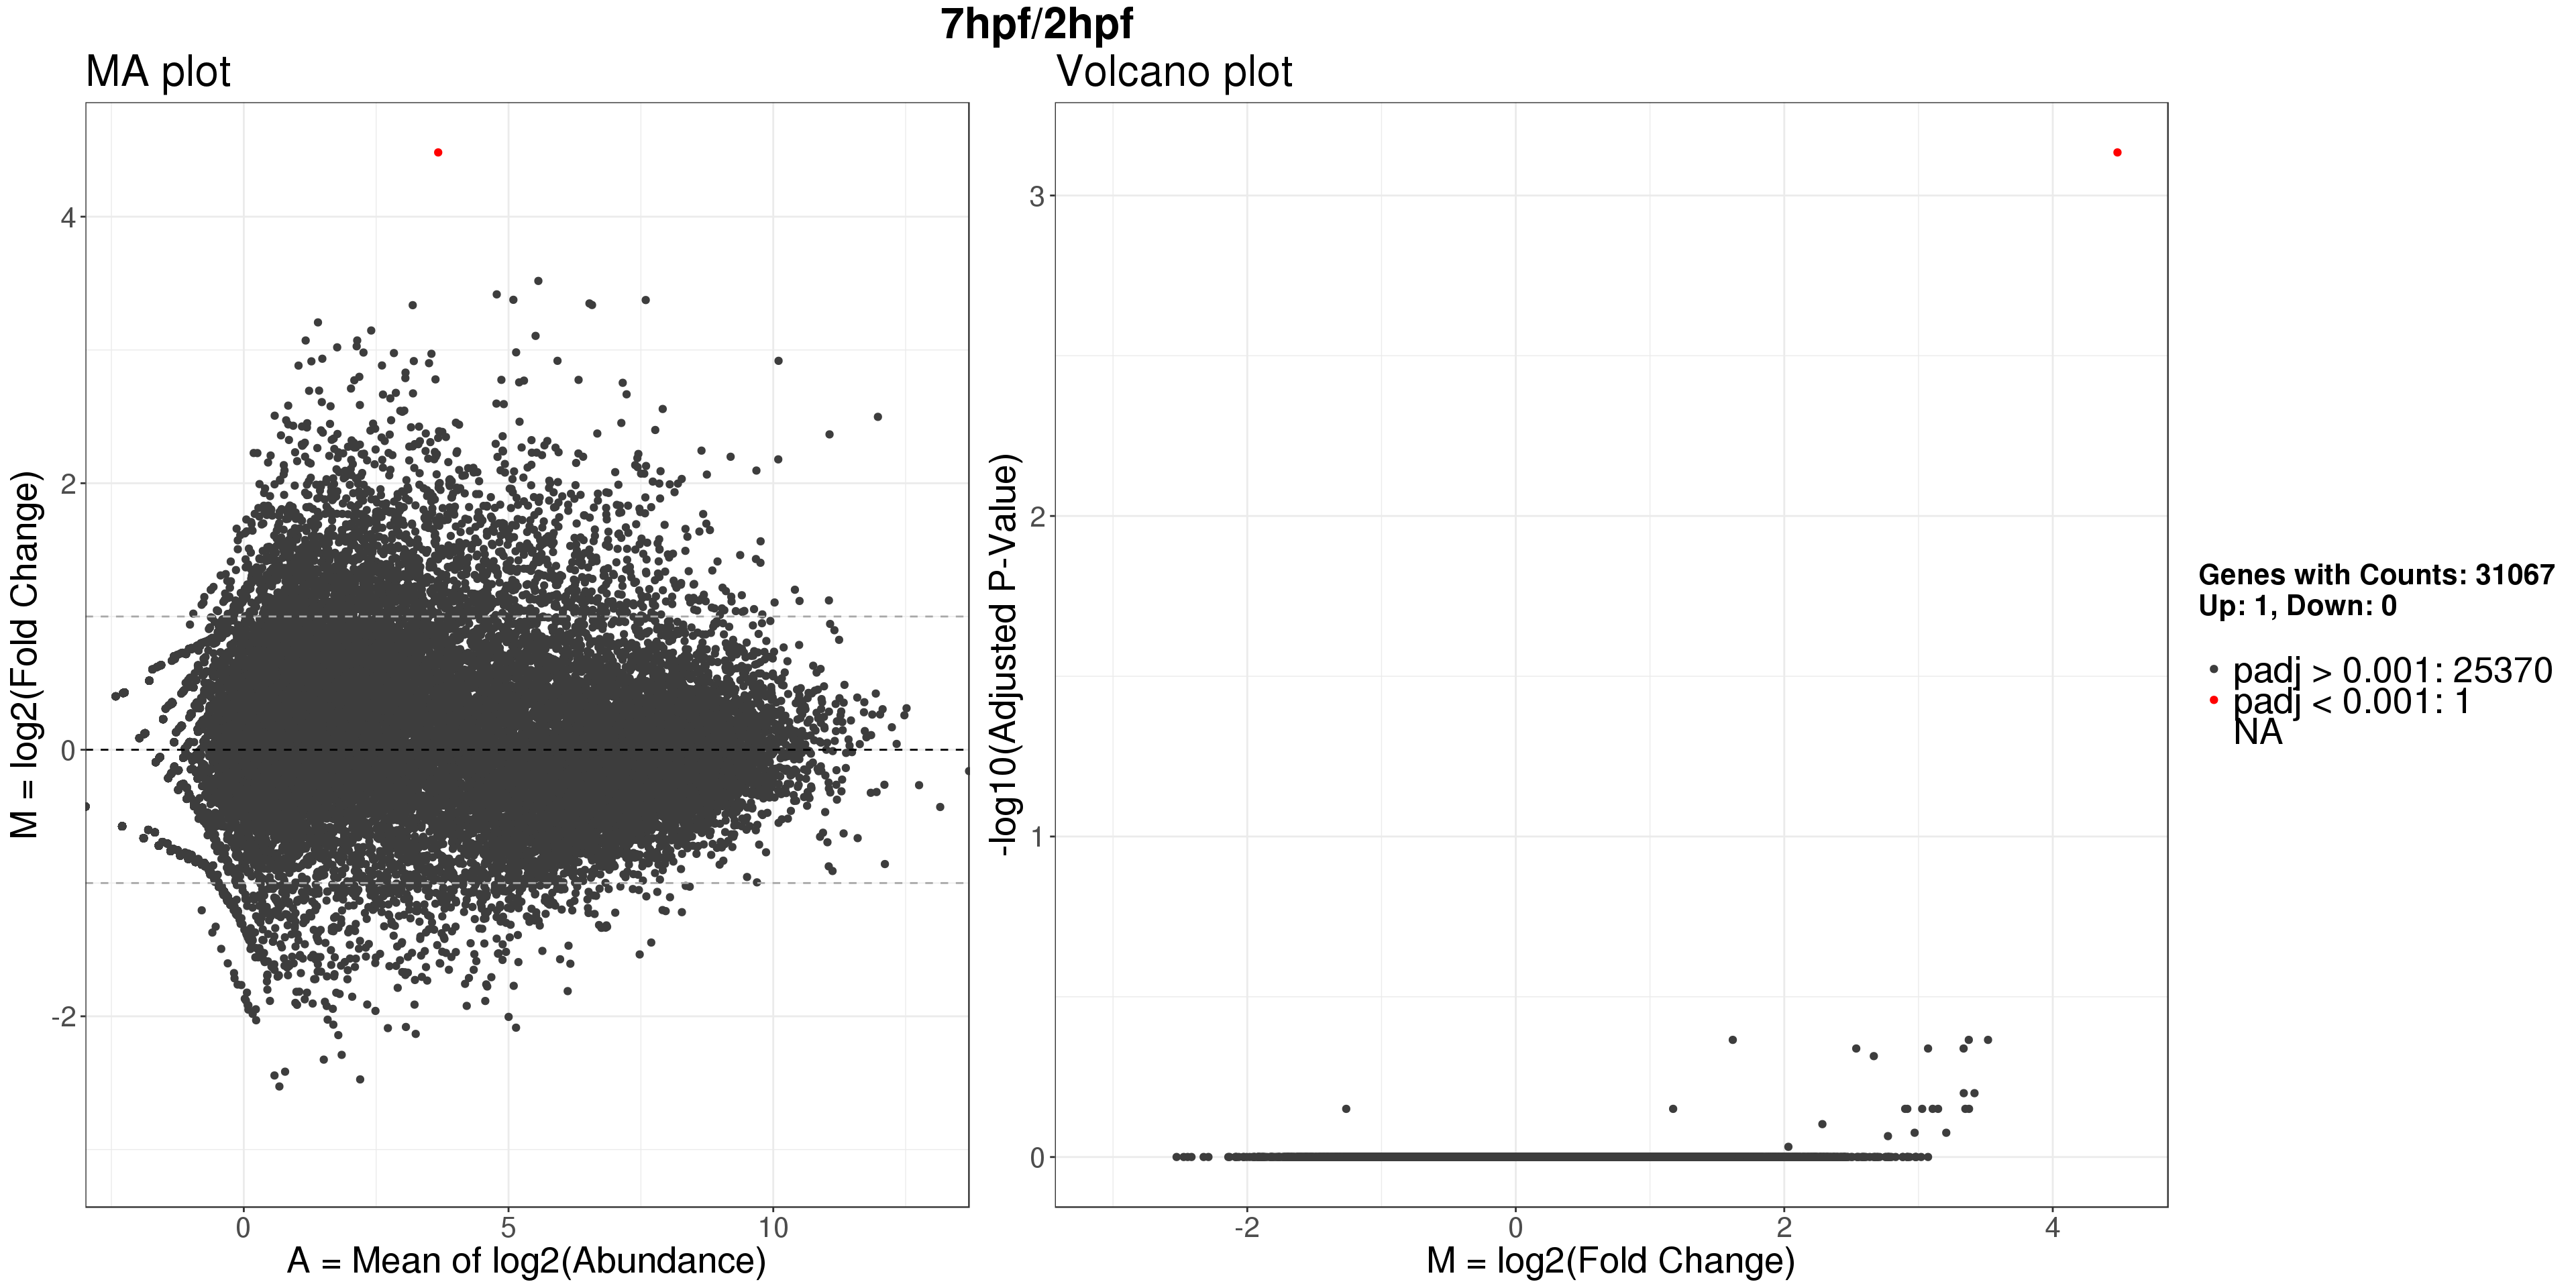 7hpf/2hpf
MA plot
Volcano plot
M = log2(Fold Change)
4
2
0
-2
0
5
10
A = Mean of log2(Abundance)
-log10(Adjusted P-Value)
3
2
1
0
-2
0
2
4
M = log2(Fold Change)
Genes with Counts: 31067
Up: 1, Down: 0
padj > 0.001: 25370
padj < 0.001: 1
NA